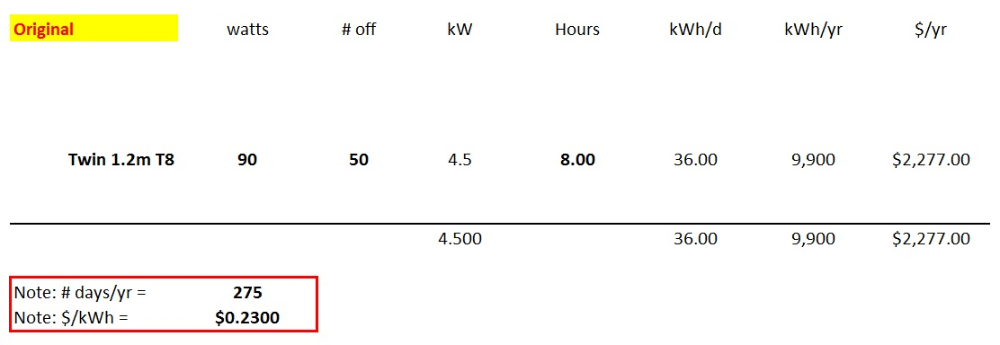 Original watts # off kW Hours kWh/d kWh/yr $/yr
Twin 1.2m T8 90 50 4.5 8.00 36.00 9,900 $2,277.00
4.500 36.00 9,900 $2,277.00
Note: # days/yr = 275
Note: $/kWh = $0.2300